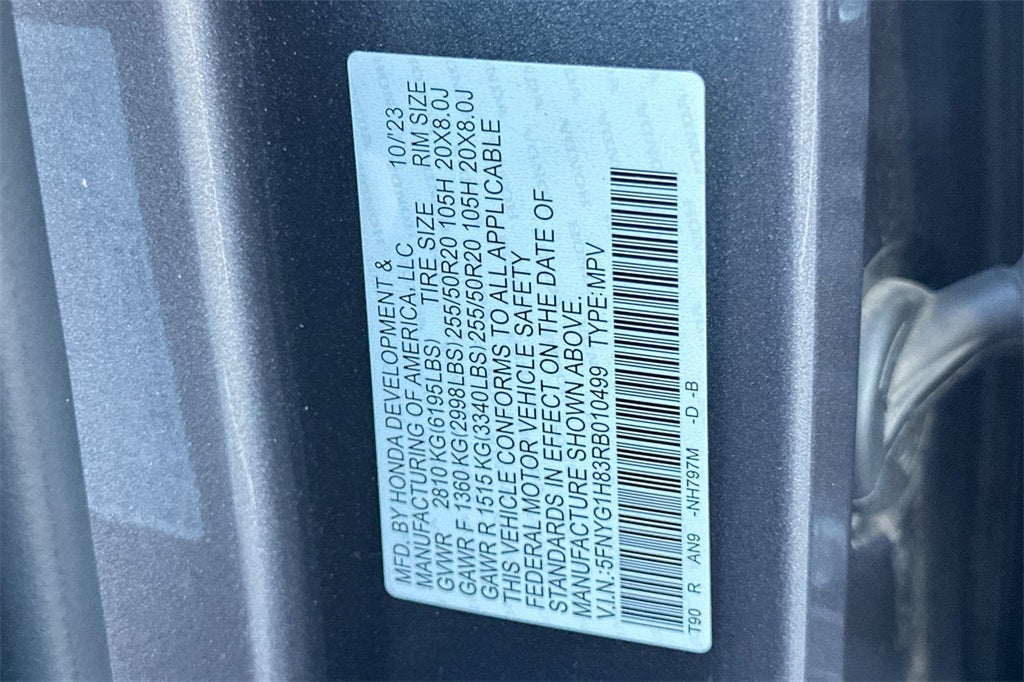 MFD. BY HONDA DEVELOPMENT &
MANUFACTURING OF AMERICA, LLC 10/'23
GVWR 2810 KG(6195LBS) TIRE SIZE RIM SIZE
GAWR F 1360 KG(2998LBS) 255/50R20 105H 20X8.0J
GAWR R 1515 KG(3340LBS) 255/50R20 105H 20X8.0J
THIS VEHICLE CONFORMS TO ALL APPLICABLE
FEDERAL MOTOR VEHICLE SAFETY
STANDARDS IN EFFECT ON THE DATE OF
MANUFACTURE SHOWN ABOVE.
V.I.N.:5FNYG1H83RB010499 TYPE:MPV
T90 R AN9 -NH797M -D -B